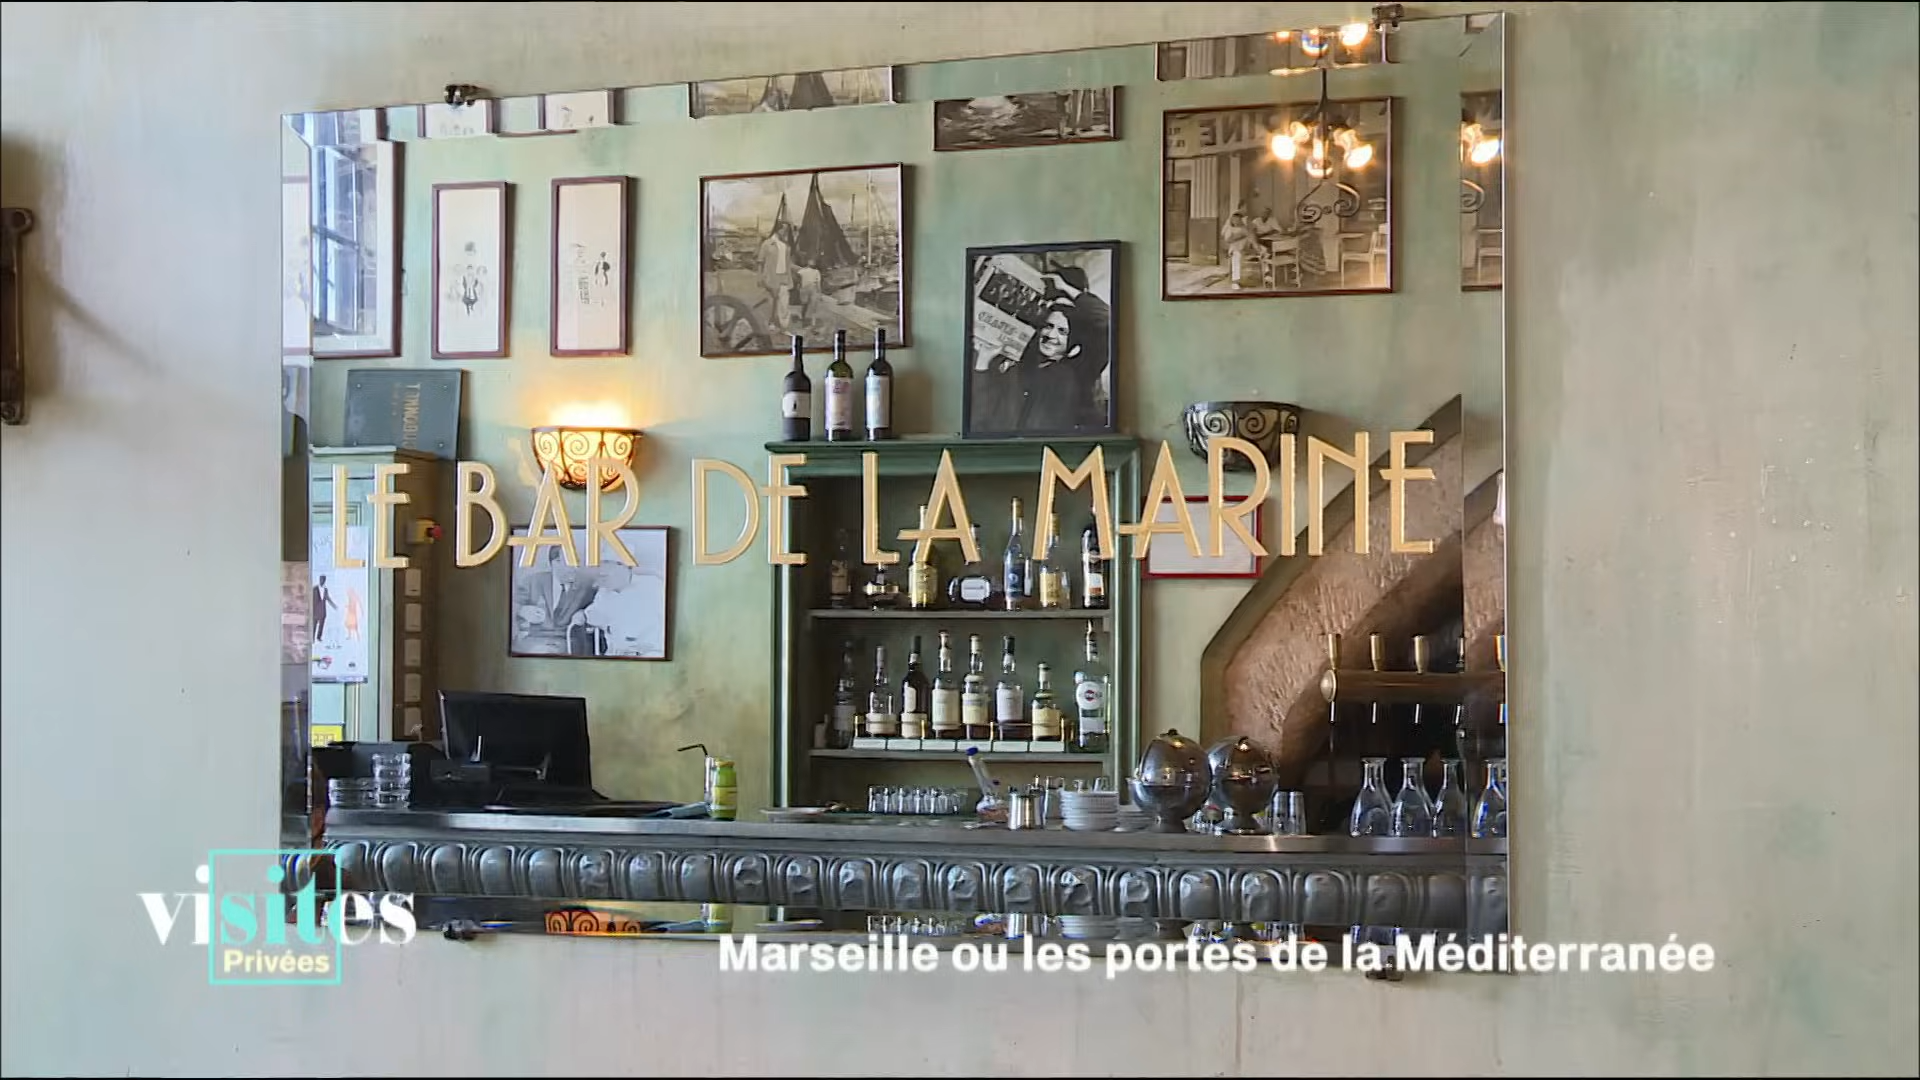 LE BAR DE LA MARINE
visites
Privées
Marseille ou les portes de la Méditerranée